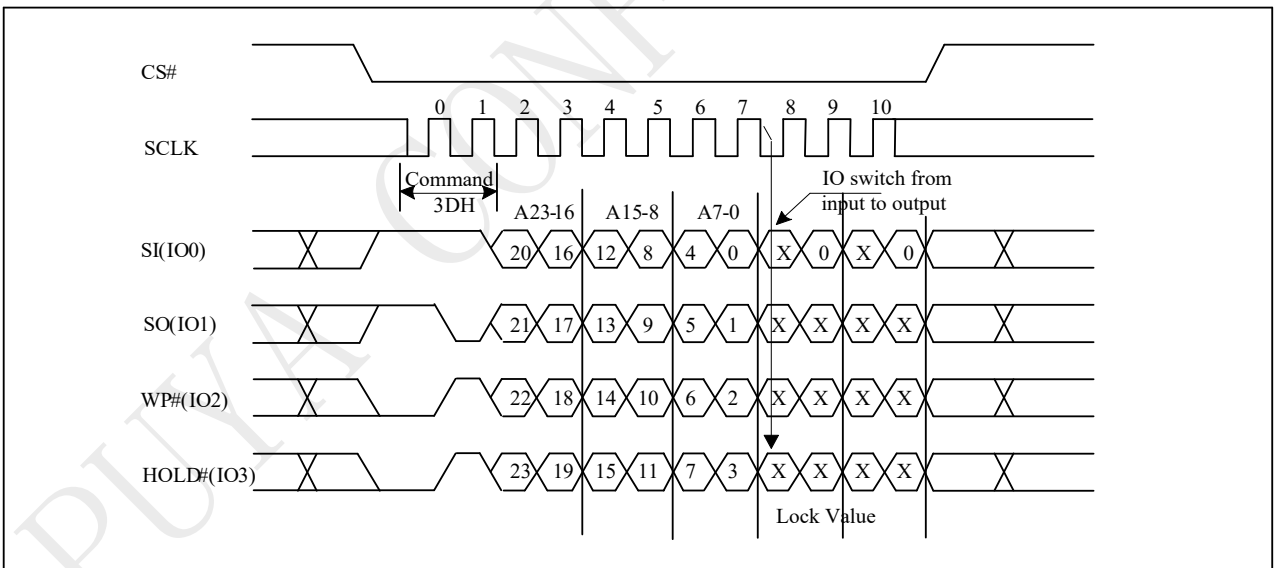 CS#
0 1 2 3 4 5 6 7 8 9 10
SCLK
Command
3DH
IO switch from
input to output
A23-16 A15-8 A7-0
SI(IO0) 20 16 12 8 4 0 X 0 X 0
SO(IO1) 21 17 13 9 5 1 X X X X
WP#(IO2) 22 18 14 10 6 2 X X X X
HOLD#(IO3) 23 19 15 11 7 3 X X X X
Lock Value
PUYA